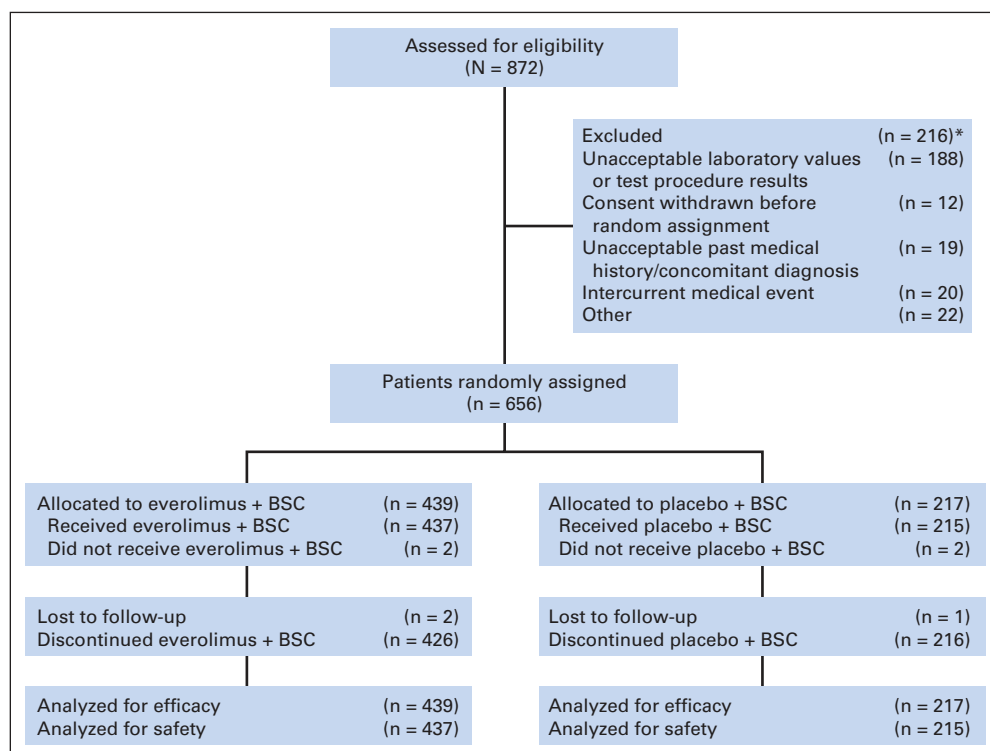 Assessed for eligibility
(N = 872)
Excluded (n = 216)*
Unacceptable laboratory values (n = 188)
or test procedure results
Consent withdrawn before (n = 12)
random assignment
Unacceptable past medical (n = 19)
history/concomitant diagnosis
Intercurrent medical event (n = 20)
Other (n = 22)
Patients randomly assigned
(n = 656)
Allocated to everolimus + BSC (n = 439)
Received everolimus + BSC (n = 437)
Did not receive everolimus + BSC (n = 2)
Allocated to placebo + BSC (n = 217)
Received placebo + BSC (n = 215)
Did not receive placebo + BSC (n = 2)
Lost to follow-up (n = 2)
Discontinued everolimus + BSC (n = 426)
Lost to follow-up (n = 1)
Discontinued placebo + BSC (n = 216)
Analyzed for efficacy (n = 439)
Analyzed for safety (n = 437)
Analyzed for efficacy (n = 217)
Analyzed for safety (n = 215)